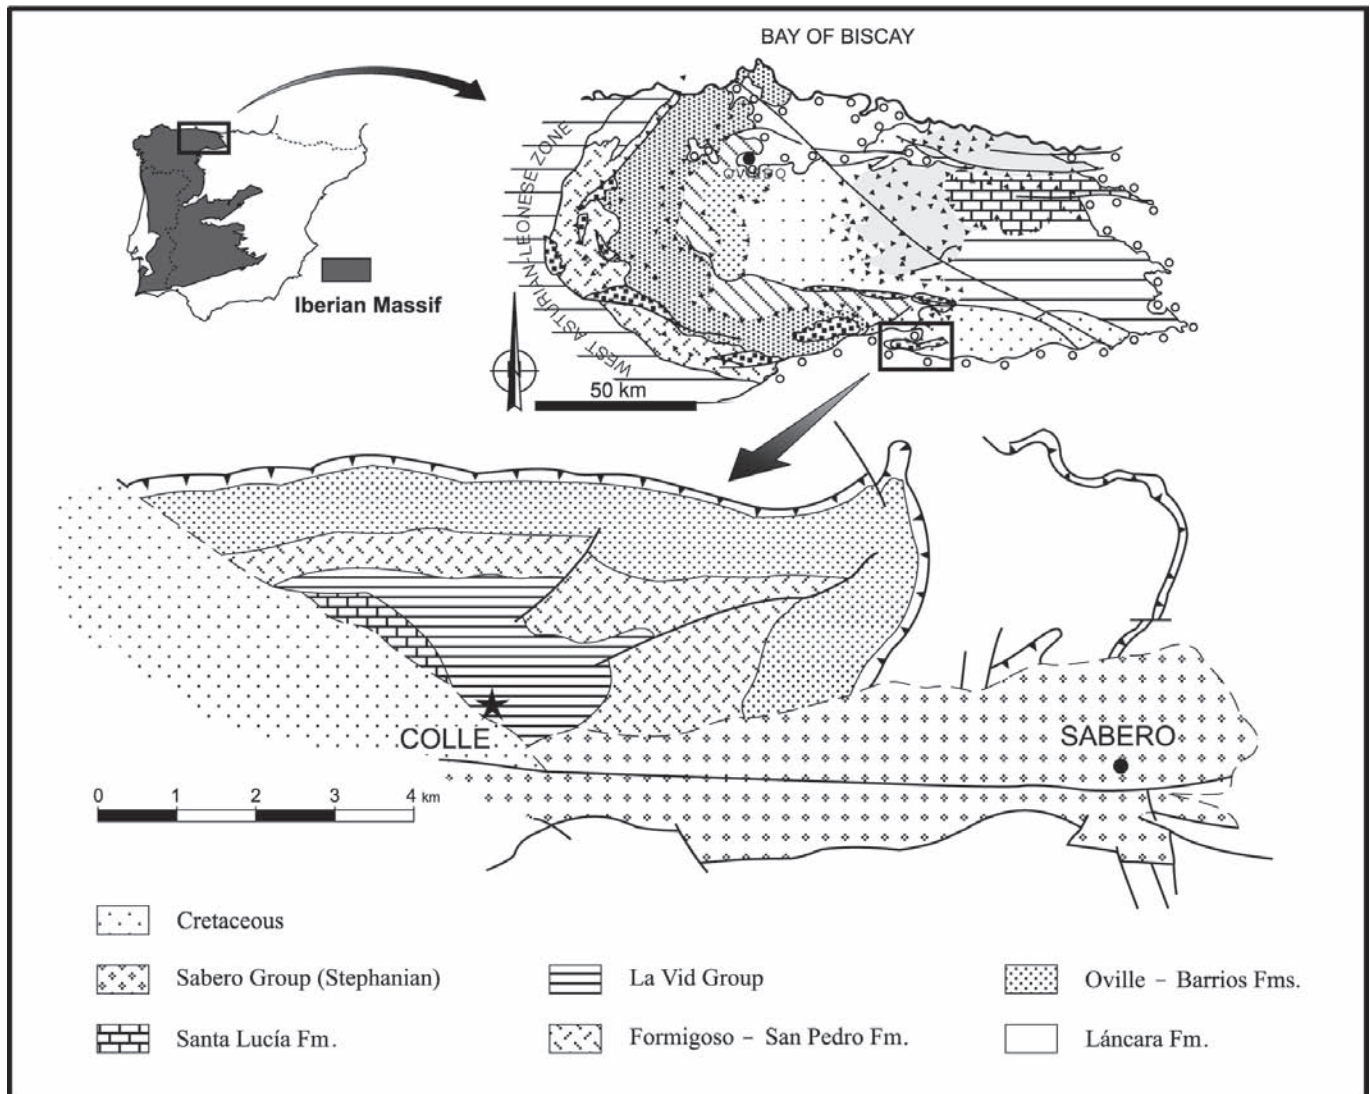 BAY OF BISCAY
OVIEDO
WEST ASTURIAN-LEONESE ZONE
Iberian Massif
N
50 km
COLLE
SABERO
0 1 2 3 4 km
Cretaceous
Sabero Group (Stephanian)
La Vid Group
Oville – Barrios Fms.
Santa Lucía Fm.
Formigoso – San Pedro Fm.
Láncara Fm.